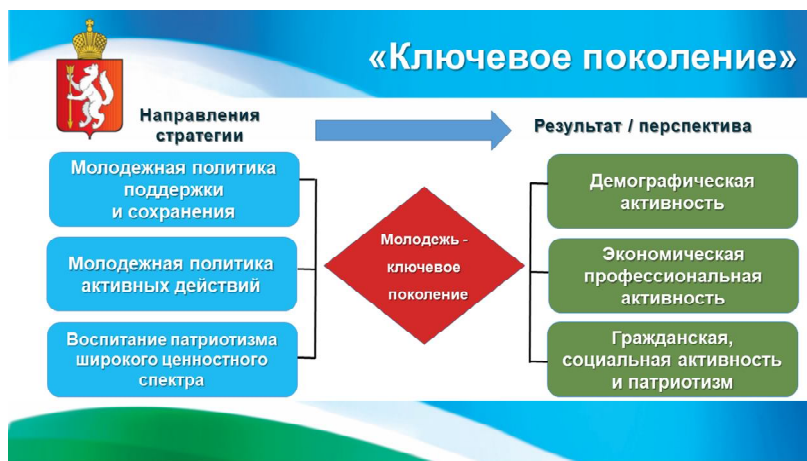 «Ключевое поколение»
Направления
стратегии
Результат / перспектива
Молодежная политика
поддержки
и сохранения
Молодежная политика
активных действий
Воспитание патриотизма
широкого ценностного
спектра
Молодежь -
ключевое
поколение
Демографическая
активность
Экономическая
профессиональная
активность
Гражданская,
социальная активность
и патриотизм